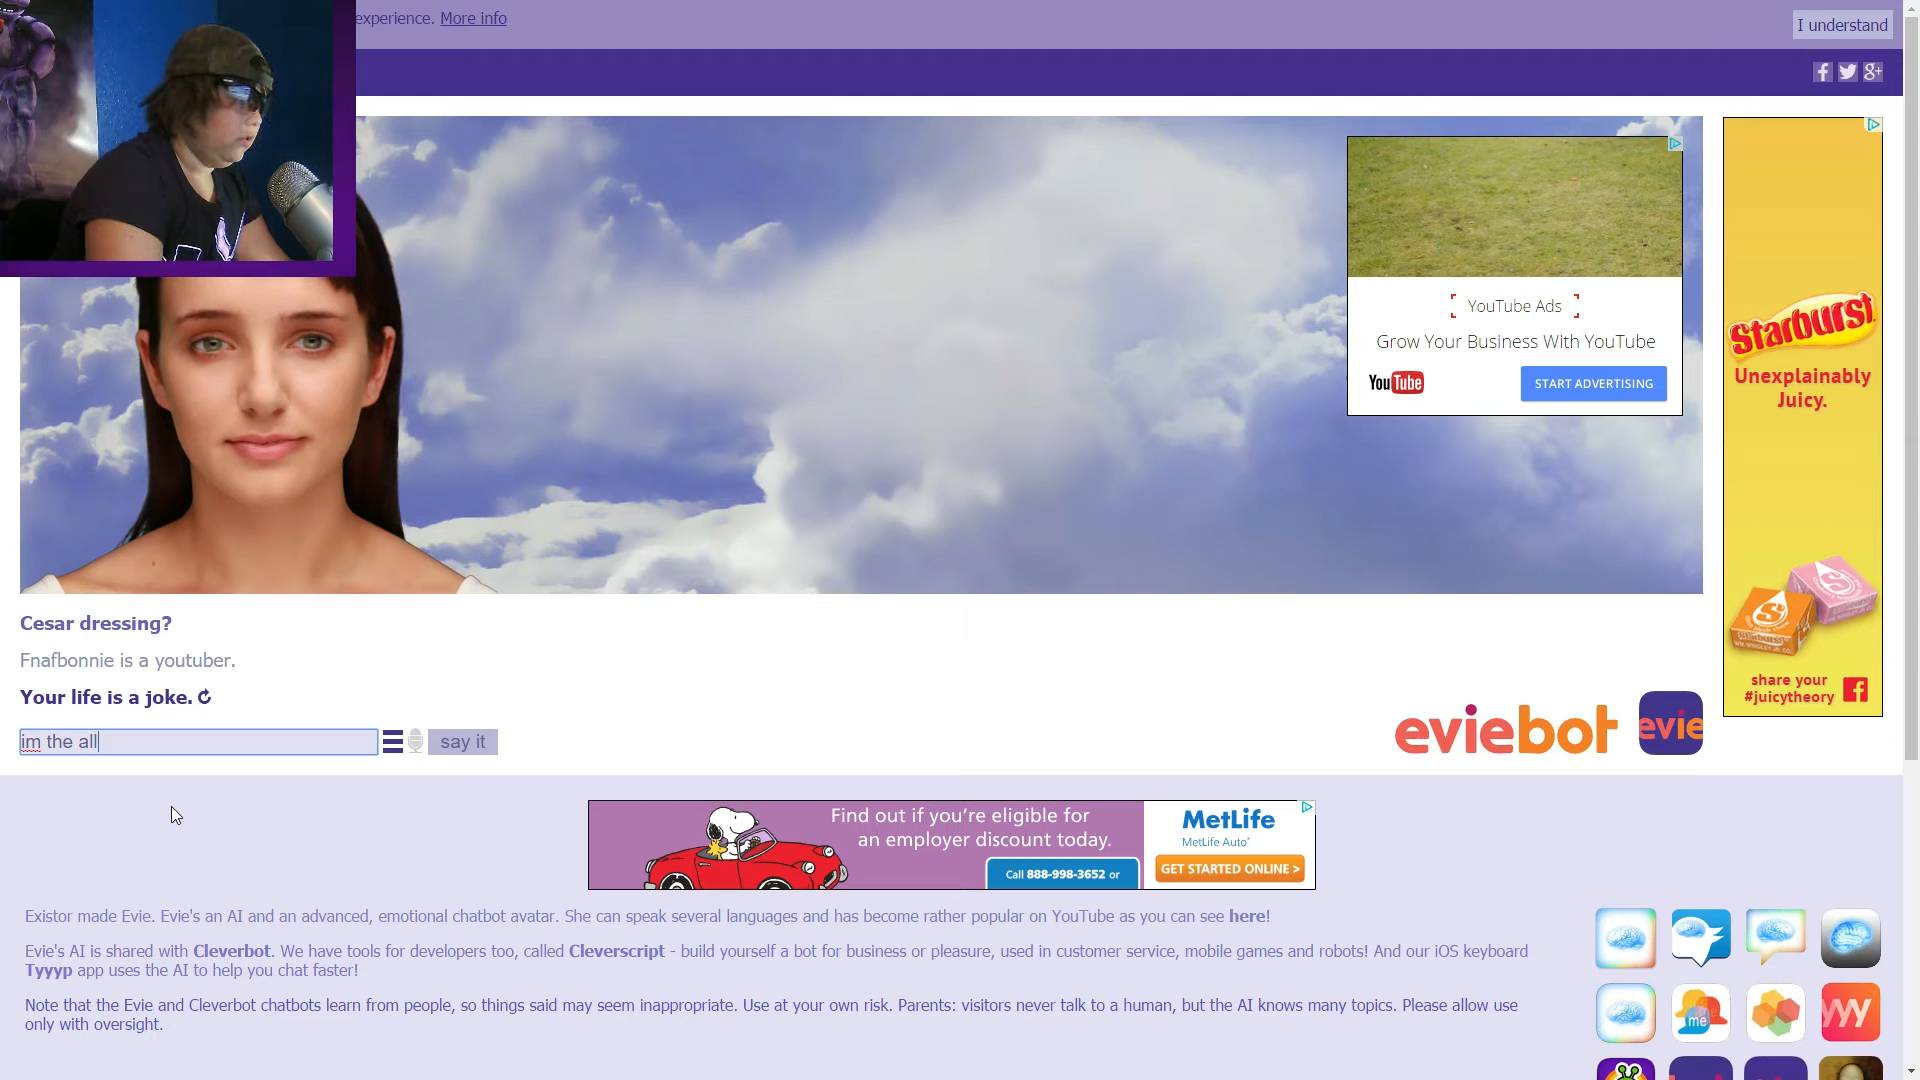 experience. More info
I understand
YouTube Ads
Grow Your Business With YouTube
YouTube
START ADVERTISING
Starburst
Unexplainably
Juicy.
share your
#juicytheory
Cesar dressing?
Fnafbonnie is a youtuber.
Your life is a joke.
im the all
say it
eviebot
evie
Find out if you're eligible for
an employer discount today.
Call 888-998-3652 or
MetLife
MetLife Auto®
GET STARTED ONLINE >
Existor made Evie. Evie's an AI and an advanced, emotional chatbot avatar. She can speak several languages and has become rather popular on YouTube as you can see here!
Evie's AI is shared with Cleverbot. We have tools for developers too, called Cleverscript - build yourself a bot for business or pleasure, used in customer service, mobile games and robots! And our iOS keyboard
Tyyyp app uses the AI to help you chat faster!
Note that the Evie and Cleverbot chatbots learn from people, so things said may seem inappropriate. Use at your own risk. Parents: visitors never talk to a human, but the AI knows many topics. Please allow use
only with oversight.
me
yyy